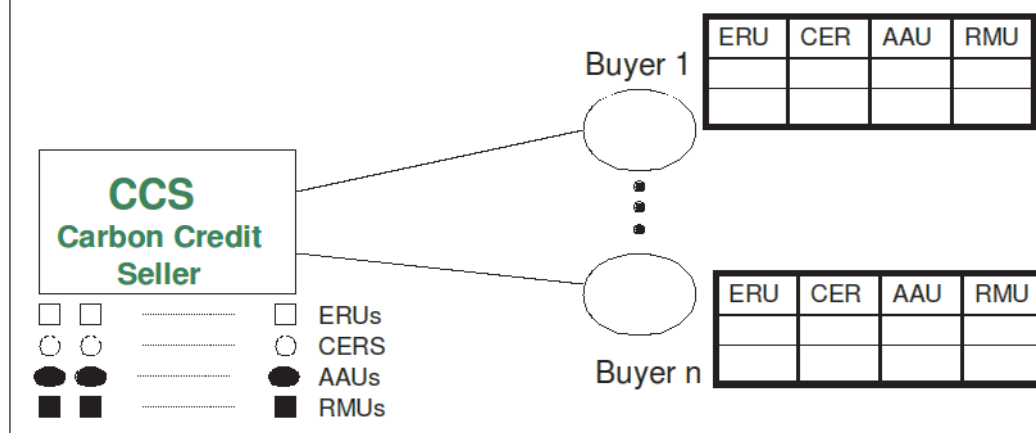 ERU CER AAU RMU
Buyer 1
CCS
Carbon Credit
Seller
ERUs
CERS
AAUs
RMUs
ERU CER AAU RMU
Buyer n